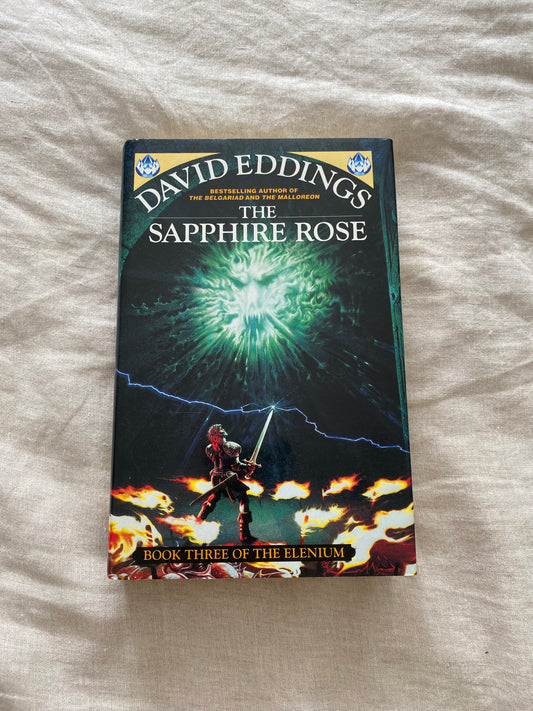 DAVID EDDINGS
BESTSELLING AUTHOR OF
THE BELGARIAD AND THE MALLOREON
THE
SAPPHIRE ROSE
BOOK THREE OF THE ELENIUM